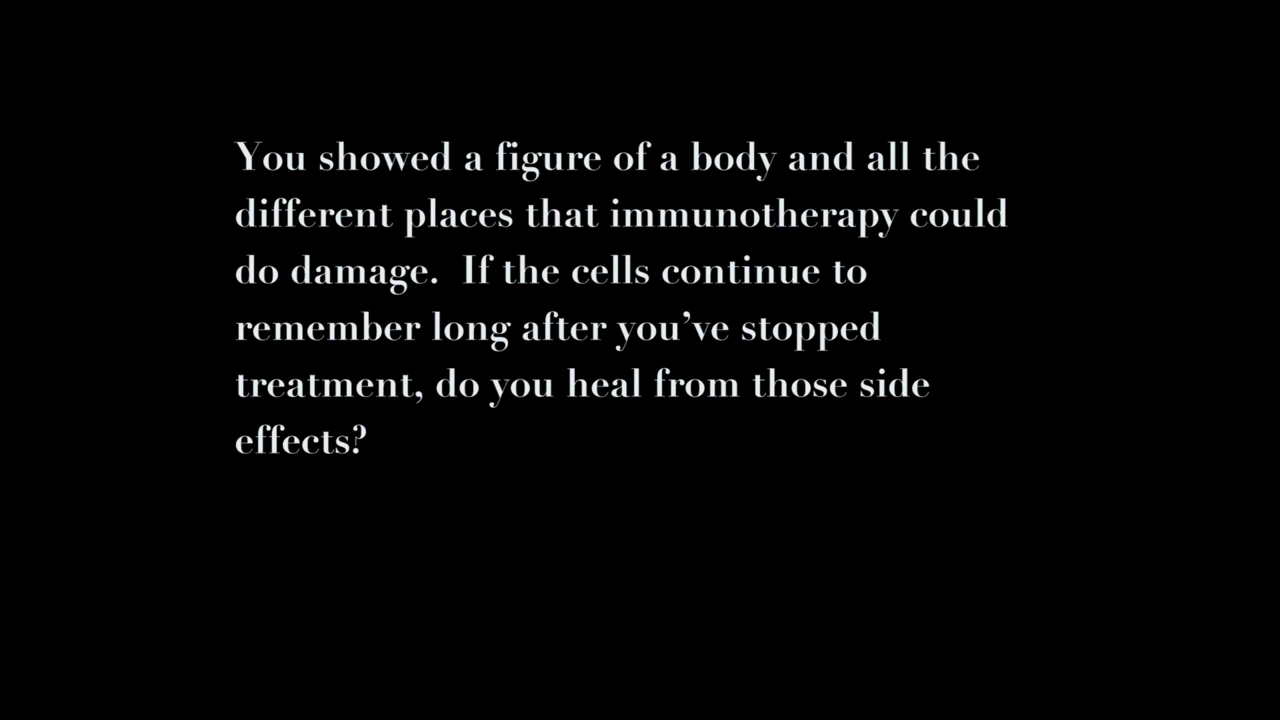 You showed a figure of a body and all the
different places that immunotherapy could
do damage.  If the cells continue to
remember long after you’ve stopped
treatment, do you heal from those side
effects?